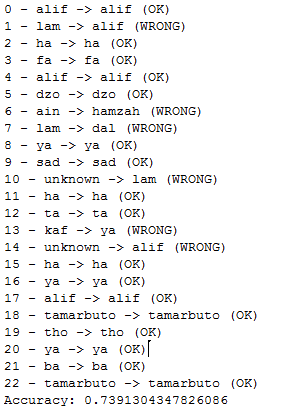 0 - alif -> alif (OK)
1 - lam -> alif (WRONG)
2 - ha -> ha (OK)
3 - fa -> fa (OK)
4 - alif -> alif (OK)
5 - dzo -> dzo (OK)
6 - ain -> hamzah (WRONG)
7 - lam -> dal (WRONG)
8 - ya -> ya (OK)
9 - sad -> sad (OK)
10 - unknown -> lam (WRONG)
11 - ha -> ha (OK)
12 - ta -> ta (OK)
13 - kaf -> ya (WRONG)
14 - unknown -> alif (WRONG)
15 - ha -> ha (OK)
16 - ya -> ya (OK)
17 - alif -> alif (OK)
18 - tamarbuto -> tamarbuto (OK)
19 - tho -> tho (OK)
20 - ya -> ya (OK)
21 - ba -> ba (OK)
22 - tamarbuto -> tamarbuto (OK)
Accuracy: 0.7391304347826086